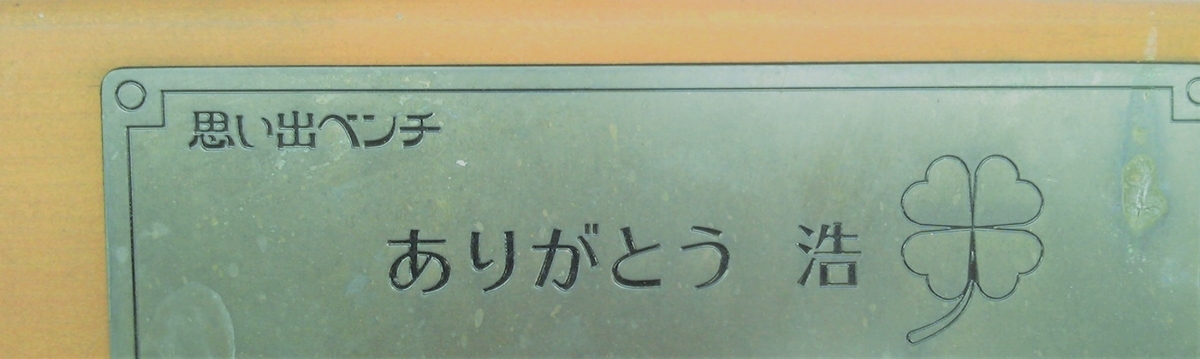 思い出ベンチ
ありがとう 浩